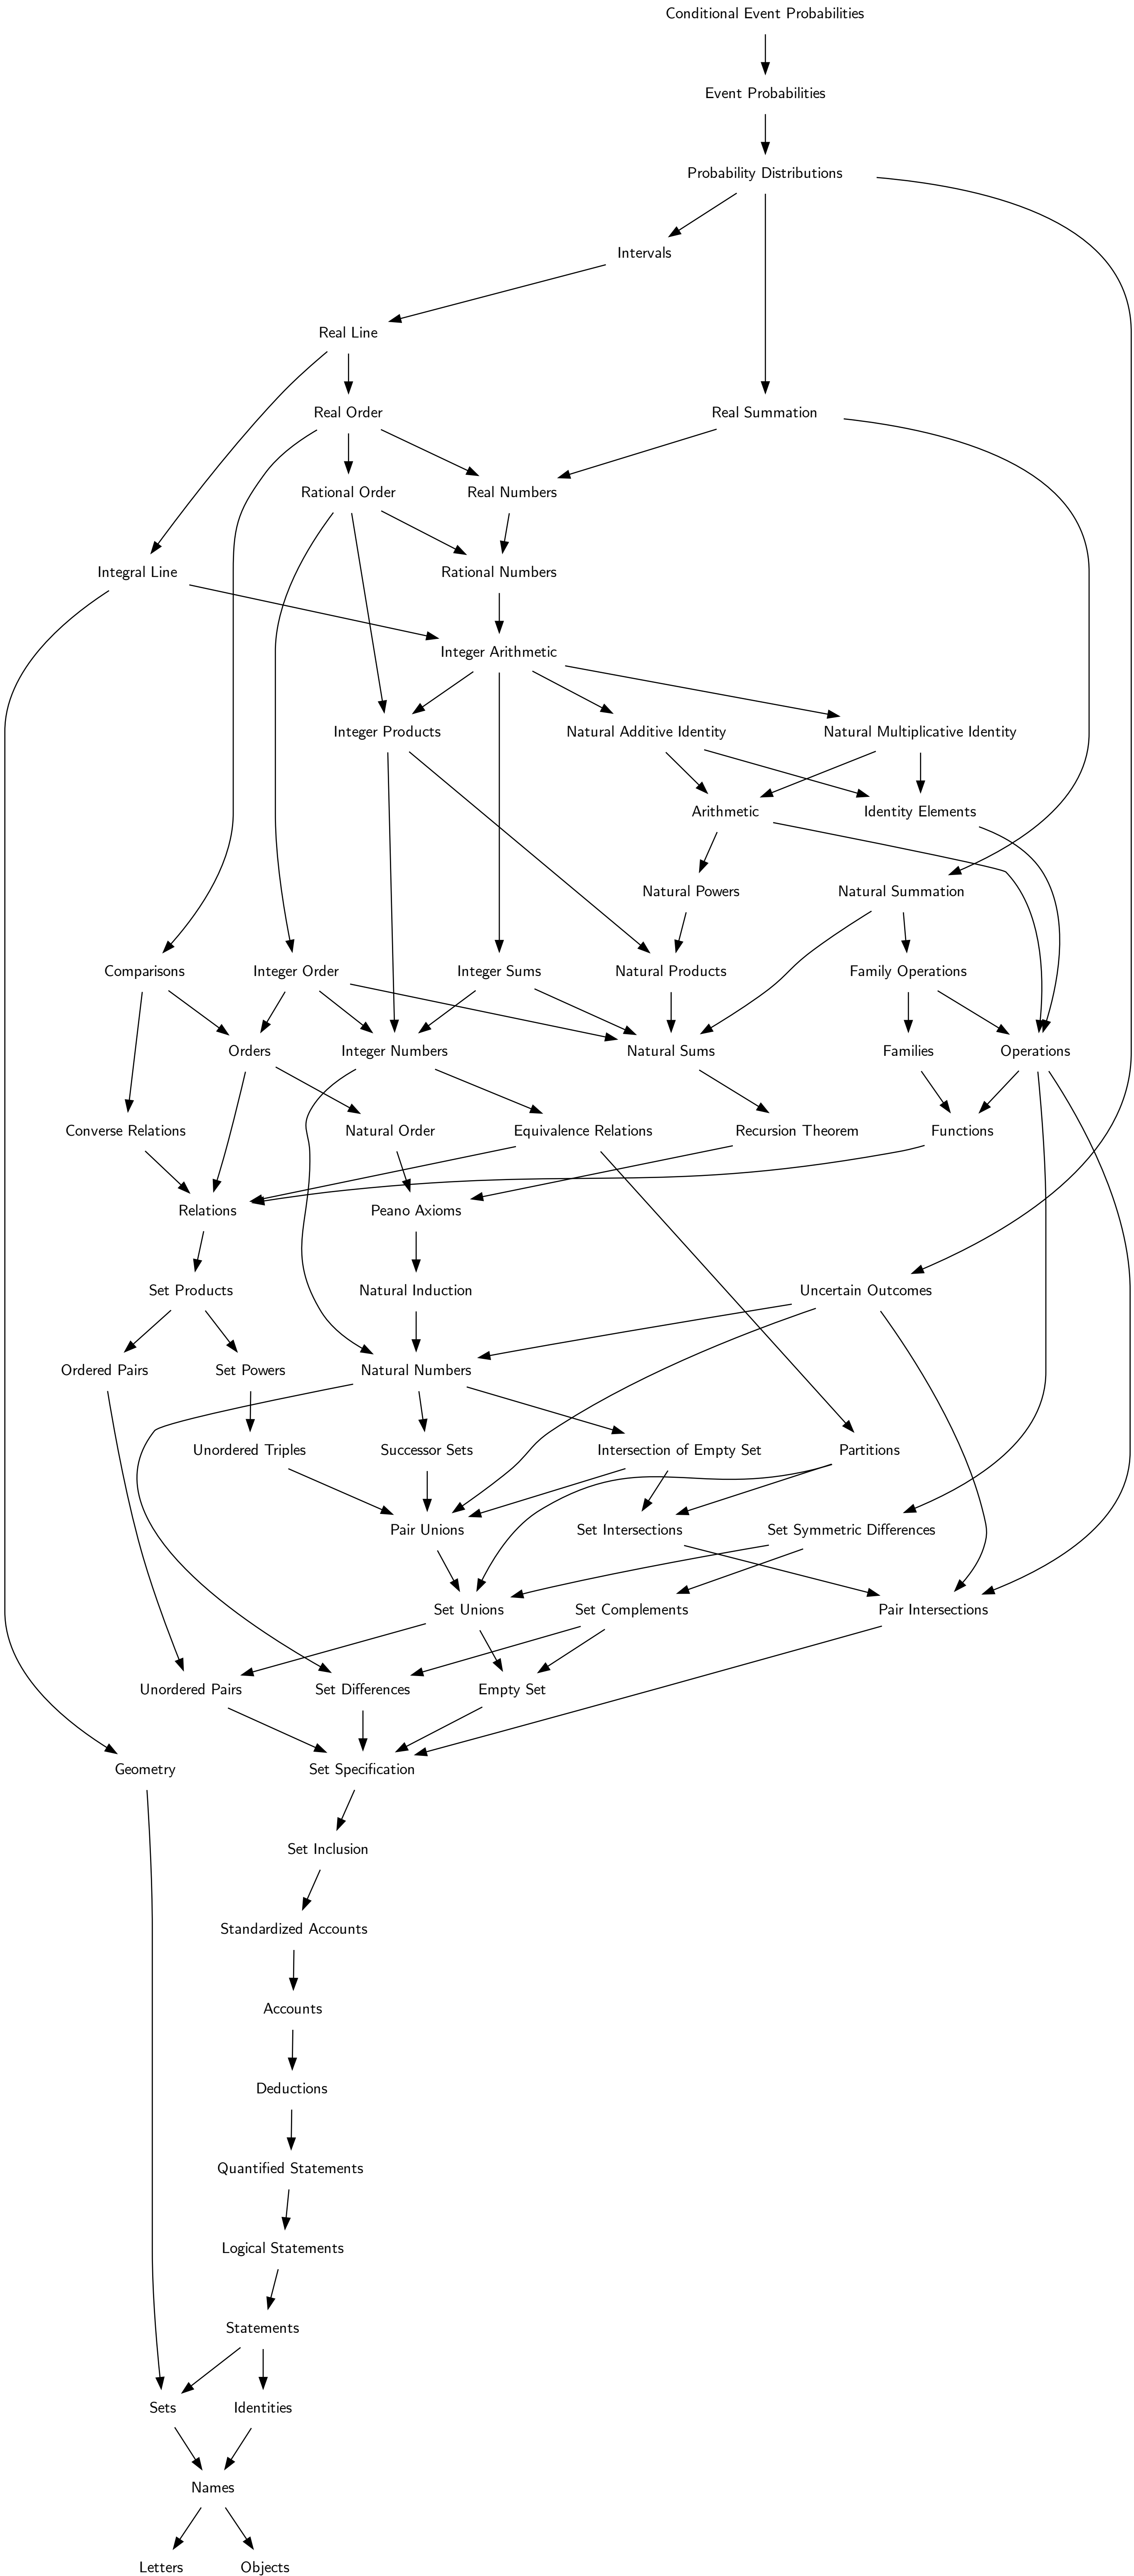 Conditional Event Probabilities
Event Probabilities
Probability Distributions
Intervals
Real Line
Real Order
Real Summation
Rational Order
Real Numbers
Integral Line
Rational Numbers
Integer Arithmetic
Integer Products
Natural Additive Identity
Natural Multiplicative Identity
Arithmetic
Identity Elements
Natural Powers
Natural Summation
Comparisons
Integer Order
Integer Sums
Natural Products
Family Operations
Orders
Integer Numbers
Natural Sums
Families
Operations
Converse Relations
Natural Order
Equivalence Relations
Recursion Theorem
Functions
Relations
Peano Axioms
Set Products
Natural Induction
Uncertain Outcomes
Ordered Pairs
Set Powers
Natural Numbers
Unordered Triples
Successor Sets
Intersection of Empty Set
Partitions
Pair Unions
Set Intersections
Set Symmetric Differences
Set Unions
Set Complements
Pair Intersections
Unordered Pairs
Set Differences
Empty Set
Geometry
Set Specification
Set Inclusion
Standardized Accounts
Accounts
Deductions
Quantified Statements
Logical Statements
Statements
Sets
Identities
Names
Letters
Objects